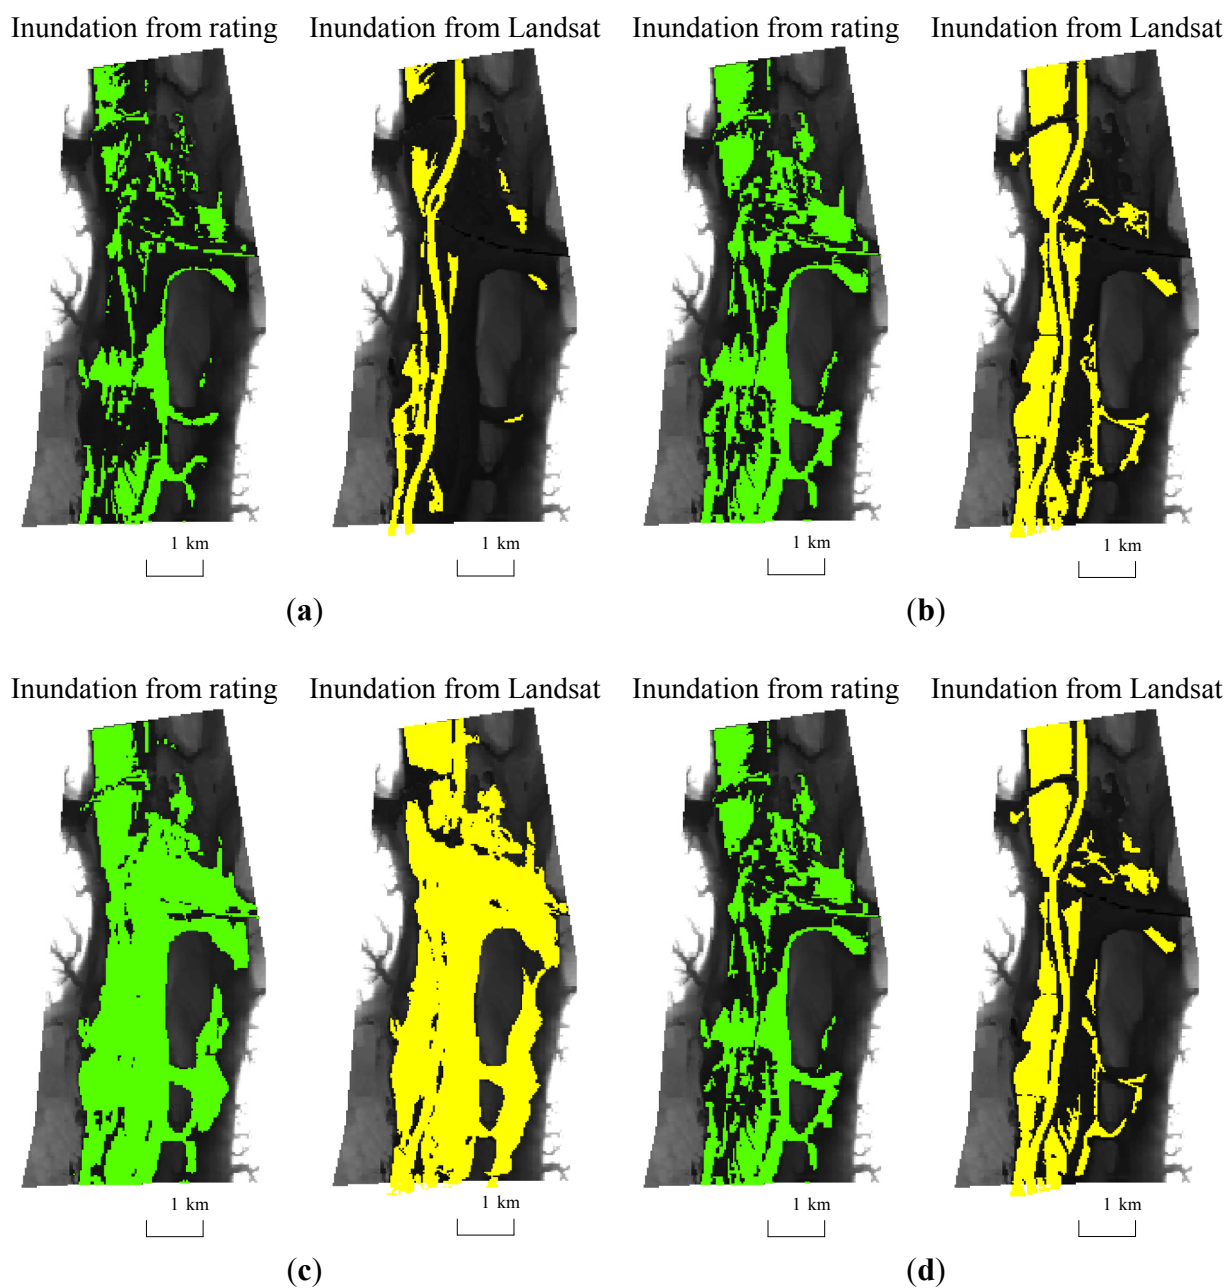 Inundation from rating Inundation from Landsat Inundation from rating Inundation from Landsat
1 km 1 km 1 km 1 km
(a) (b)
Inundation from rating Inundation from Landsat Inundation from rating Inundation from Landsat
1 km 1 km 1 km 1 km
(c) (d)